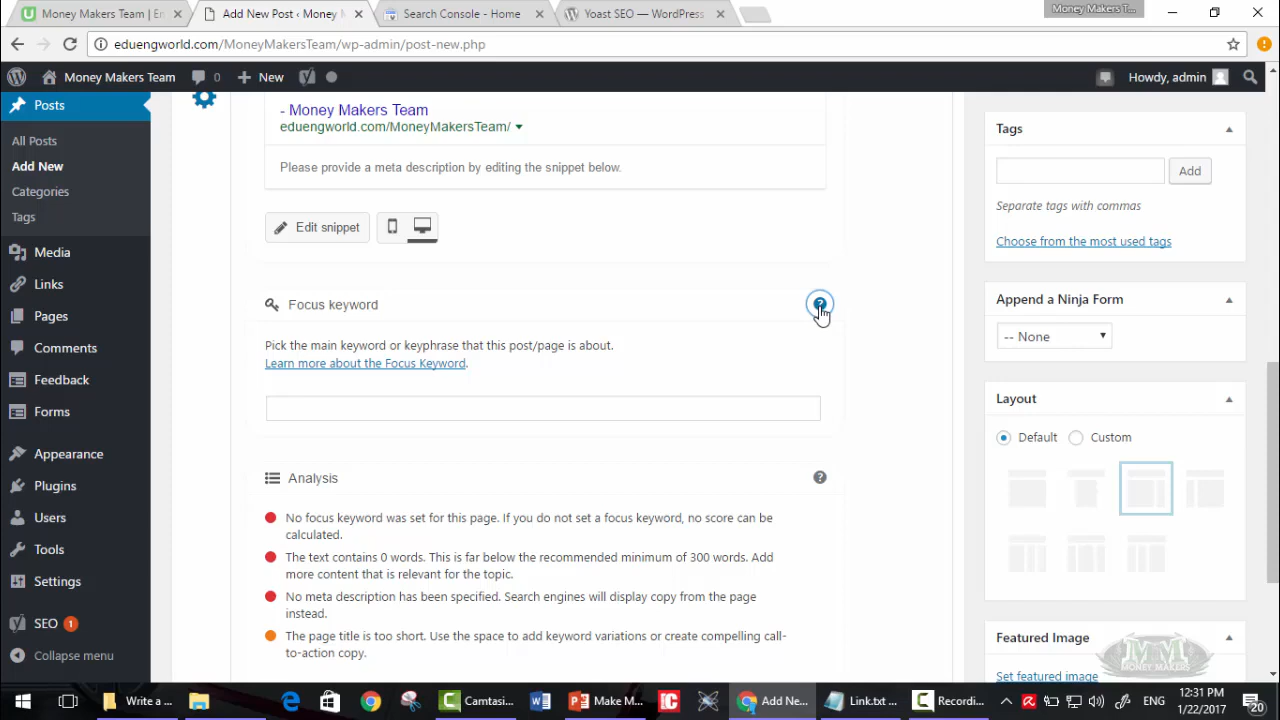 Money Makers Team | En
Add New Post ‹ Money M
Search Console - Home
Yoast SEO — WordPress
Money Makers T...
eduengworld.com/MoneyMakersTeam/wp-admin/post-new.php
Money Makers Team
0
New
Howdy, admin
Posts
All Posts
Add New
Categories
Tags
Media
Links
Pages
Comments
Feedback
Forms
Appearance
Plugins
Users
Tools
Settings
SEO 1
Collapse menu
- Money Makers Team
eduengworld.com/MoneyMakersTeam/
Please provide a meta description by editing the snippet below.
Edit snippet
Focus keyword
?
Pick the main keyword or keyphrase that this post/page is about.
Learn more about the Focus Keyword.
Analysis
?
No focus keyword was set for this page. If you do not set a focus keyword, no score can be
calculated.
The text contains 0 words. This is far below the recommended minimum of 300 words. Add
more content that is relevant for the topic.
No meta description has been specified. Search engines will display copy from the page
instead.
The page title is too short. Use the space to add keyword variations or create compelling call-
to-action copy.
Tags
Add
Separate tags with commas
Choose from the most used tags
Append a Ninja Form
-- None
Layout
Default
Custom
Featured Image
Set featured image
MM
MONEY MAKERS
Write a ...
Camtasi...
Make M...
Add Ne...
Link.txt ...
Recordi...
ENG
12:31 PM
1/22/2017
20